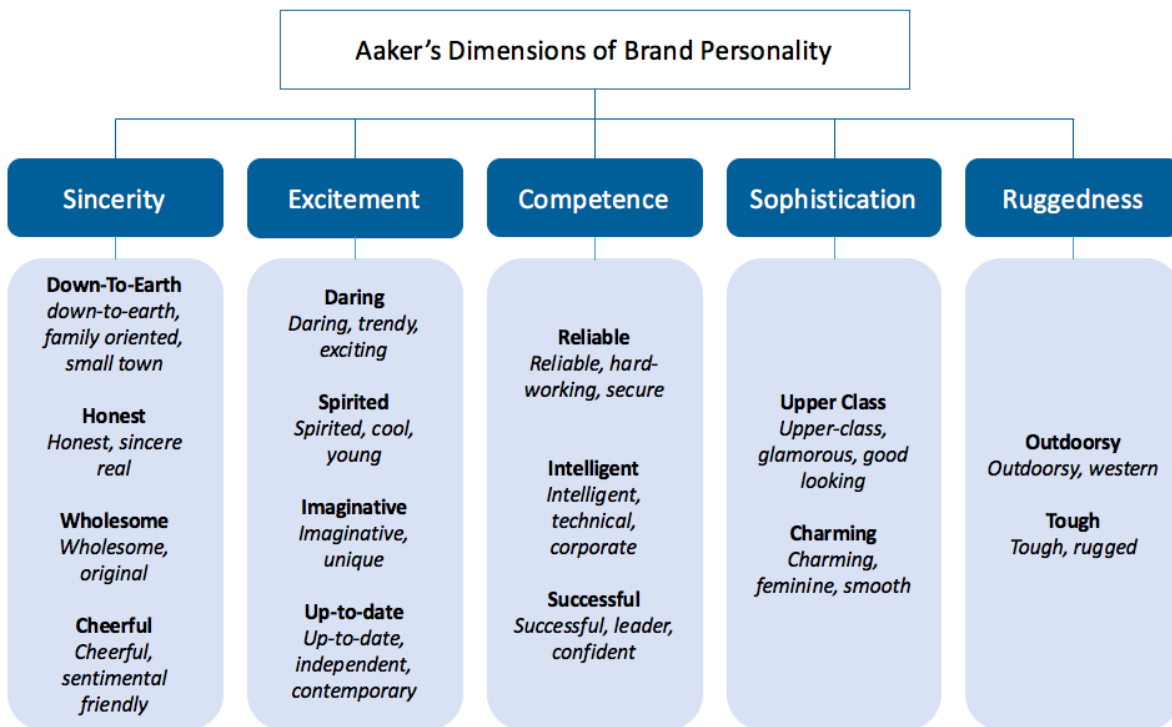 Aaker’s Dimensions of Brand Personality
Sincerity
Down-To-Earth
down-to-earth,
family oriented,
small town
Honest
Honest, sincere
real
Wholesome
Wholesome,
original
Cheerful
Cheerful,
sentimental
friendly
Excitement
Daring
Daring, trendy,
exciting
Spirited
Spirited, cool,
young
Imaginative
Imaginative,
unique
Up-to-date
Up-to-date,
independent,
contemporary
Competence
Reliable
Reliable, hard-
working, secure
Intelligent
Intelligent,
technical,
corporate
Successful
Successful, leader,
confident
Sophistication
Upper Class
Upper-class,
glamorous, good
looking
Charming
Charming,
feminine, smooth
Ruggedness
Outdoorsy
Outdoorsy, western
Tough
Tough, rugged